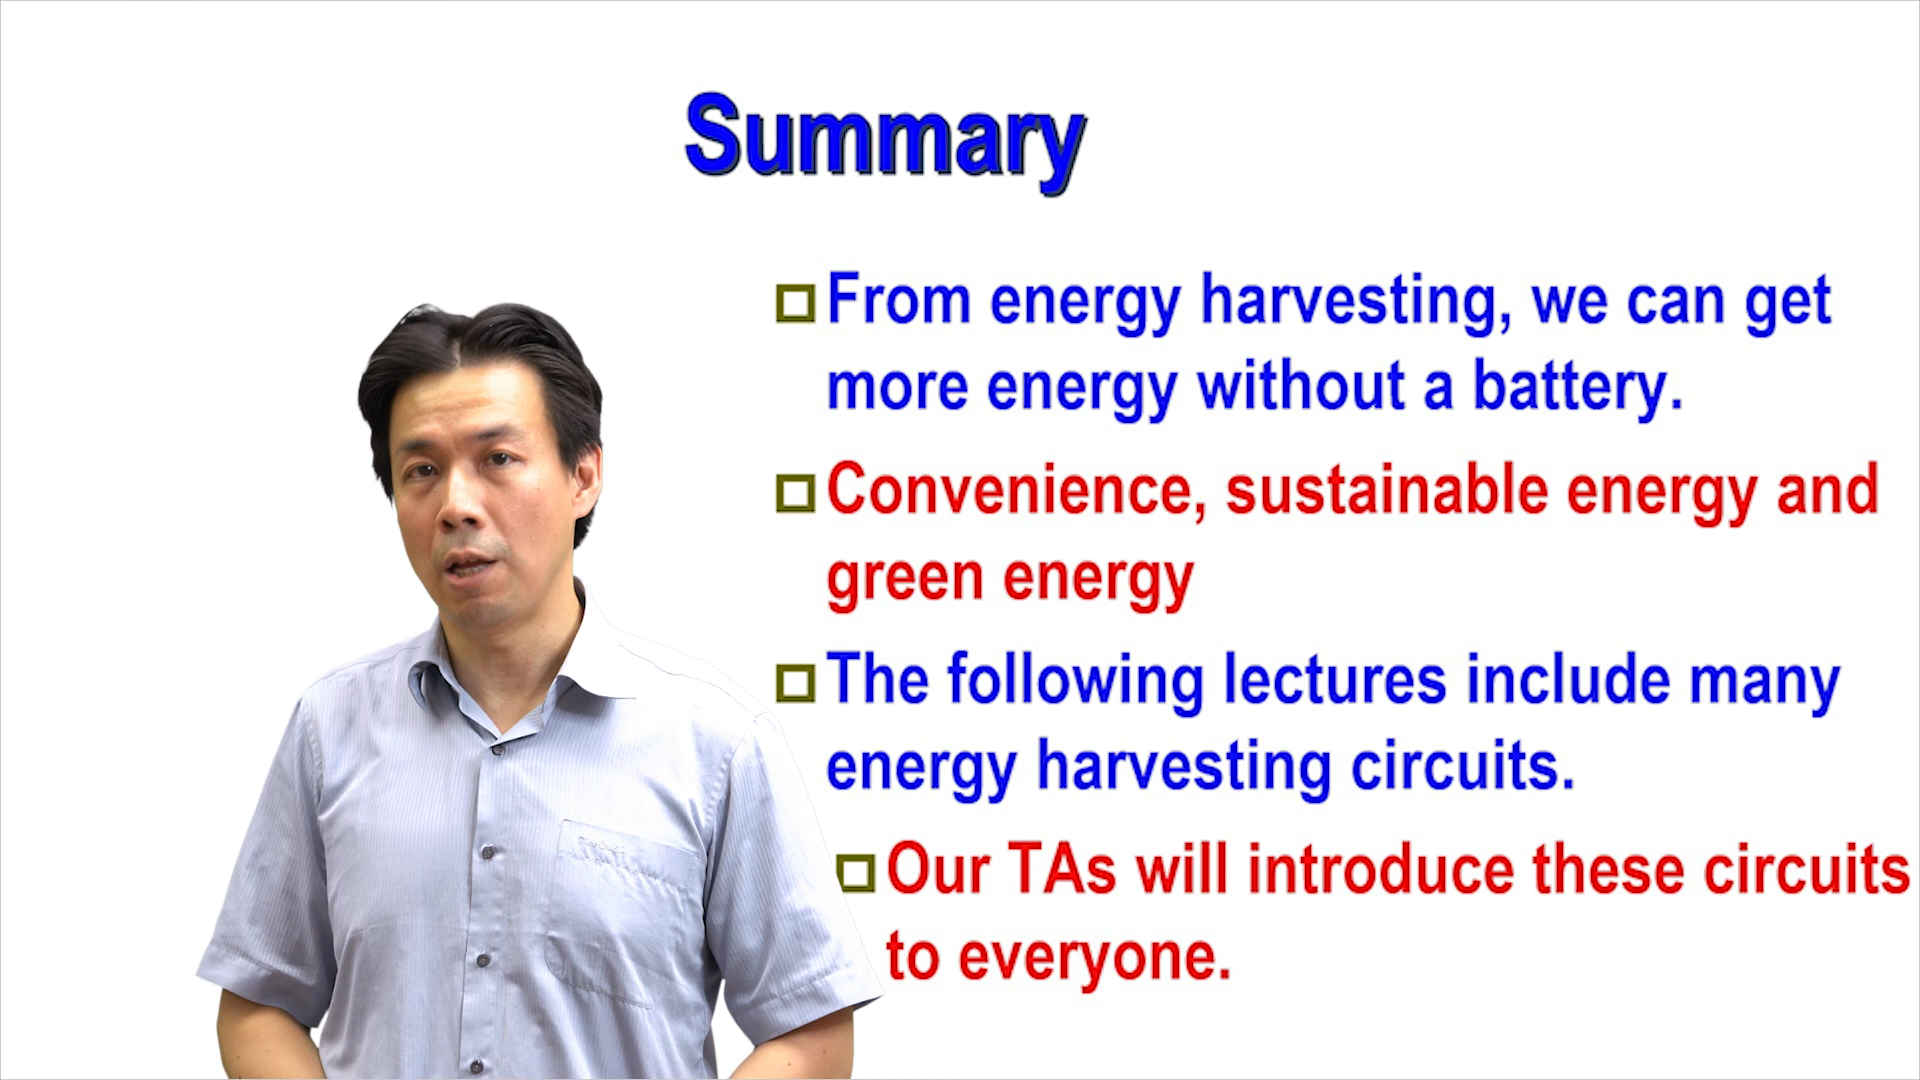 Summary
From energy harvesting, we can get
more energy without a battery.
Convenience, sustainable energy and
green energy
The following lectures include many
energy harvesting circuits.
Our TAs will introduce these circuits
to everyone.